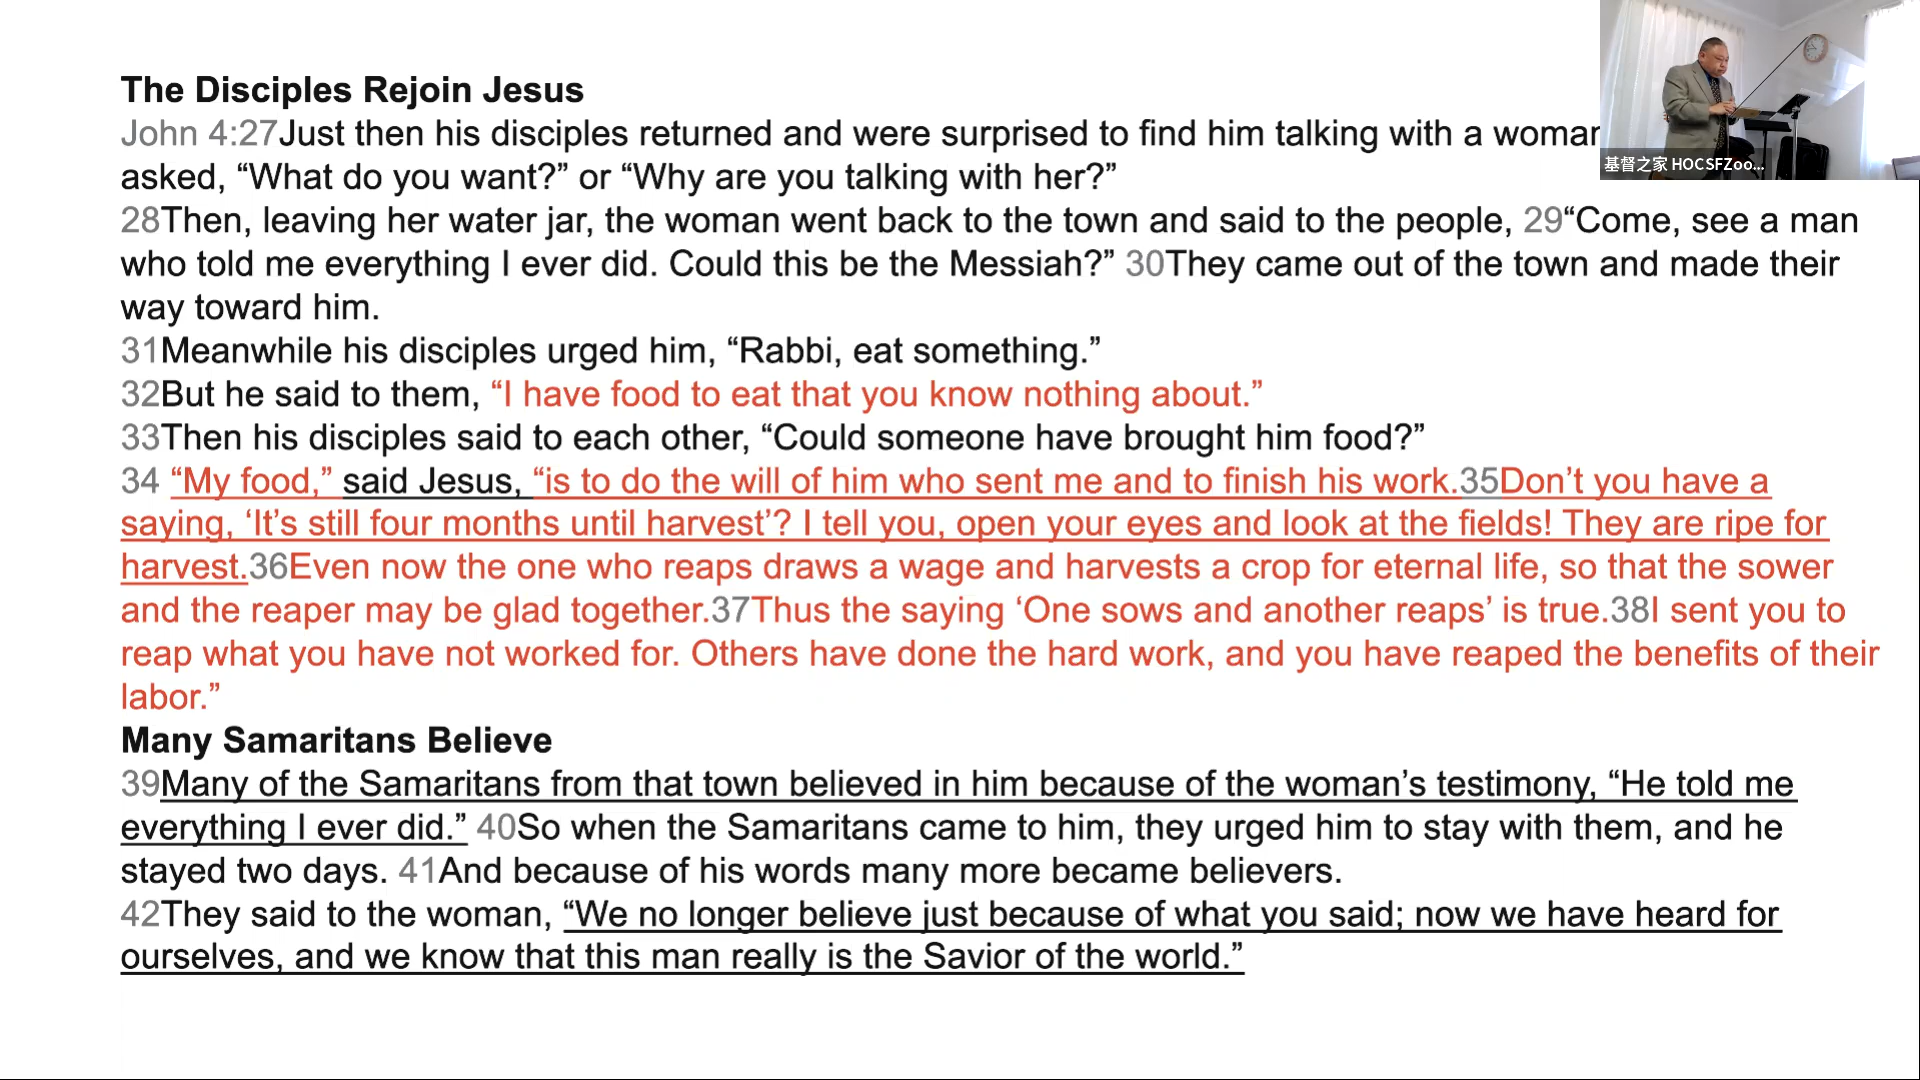 The Disciples Rejoin Jesus
John 4:27Just then his disciples returned and were surprised to find him talking with a
asked, “What do you want?” or “Why are you talking with her?”
28Then, leaving her water jar, the woman went back to the town and said to the people, 29“Come, see a man
who told me everything I ever did. Could this be the Messiah?” 30They came out of the town and made their
way toward him.
31Meanwhile his disciples urged him, “Rabbi, eat something.”
32But he said to them, “I have food to eat that you know nothing about.”
33Then his disciples said to each other, “Could someone have brought him food?”
34 “My food,” said Jesus, “is to do the will of him who sent me and to finish his work.35Don’t you have a
saying, ‘It’s still four months until harvest’? I tell you, open your eyes and look at the fields! They are ripe for
harvest.36Even now the one who reaps draws a wage and harvests a crop for eternal life, so that the sower
and the reaper may be glad together.37Thus the saying ‘One sows and another reaps’ is true.38I sent you to
reap what you have not worked for. Others have done the hard work, and you have reaped the benefits of their
labor.”
Many Samaritans Believe
39Many of the Samaritans from that town believed in him because of the woman’s testimony, “He told me
everything I ever did.” 40So when the Samaritans came to him, they urged him to stay with them, and he
stayed two days. 41And because of his words many more became believers.
42They said to the woman, “We no longer believe just because of what you said; now we have heard for
ourselves, and we know that this man really is the Savior of the world.”
基督之家 HOCSFZoo...